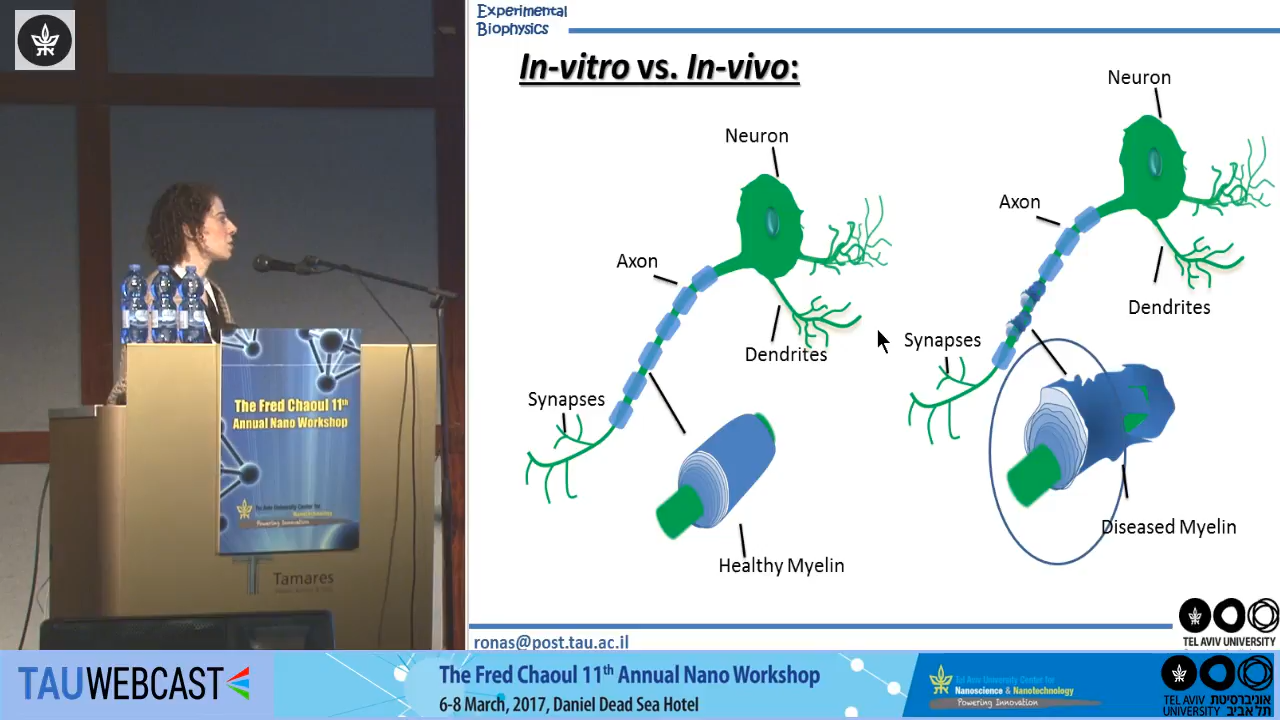 Experimental
Biophysics
In-vitro vs. In-vivo:
Neuron
Axon
Dendrites
Synapses
Healthy Myelin
Neuron
Axon
Dendrites
Synapses
Diseased Myelin
ronas@post.tau.ac.il
TEL AVIV UNIVERSITY
The Fred Chaoul 11th
Annual Nano Workshop
Tel Aviv University Center for
Nanotechnology
Powering Innovation
Tamares
TAUWEBCAST
The Fred Chaoul 11th Annual Nano Workshop
6-8 March, 2017, Daniel Dead Sea Hotel
Tel Aviv University Center for
Nanoscience & Nanotechnology
Powering Innovation
TEL AVIV אוניברסיטת
UNIVERSITY תל אביב